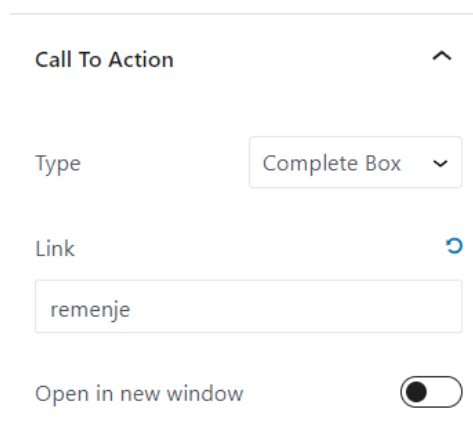 Call To Action
Type
Complete Box
Link
remenje
Open in new window